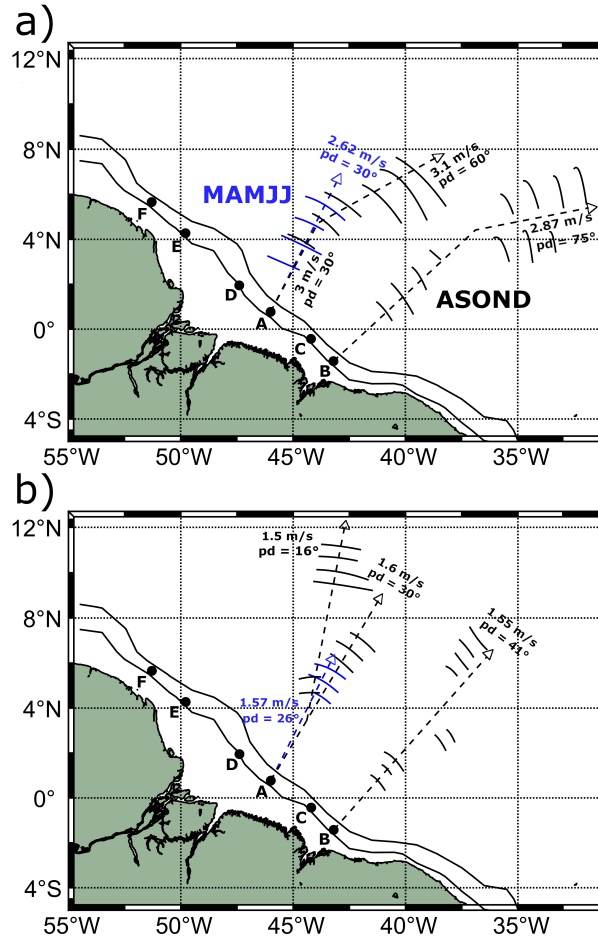 a)
12°N
8°N
4°N
0°
4°S
2.62 m/s
pd = 30°
3.1 m/s
pd = 60°
MAMJJ
F
E
3 m/s
pd = 30°
2.87 m/s
pd = 75°
D
A
ASOND
C
B
55°W
50°W
45°W
40°W
35°W
b)
12°N
8°N
4°N
0°
4°S
1.5 m/s
pd = 16°
1.6 m/s
pd = 30°
1.55 m/s
pd = 41°
F
E
1.57 m/s
pd = 26°
D
A
C
B
55°W
50°W
45°W
40°W
35°W